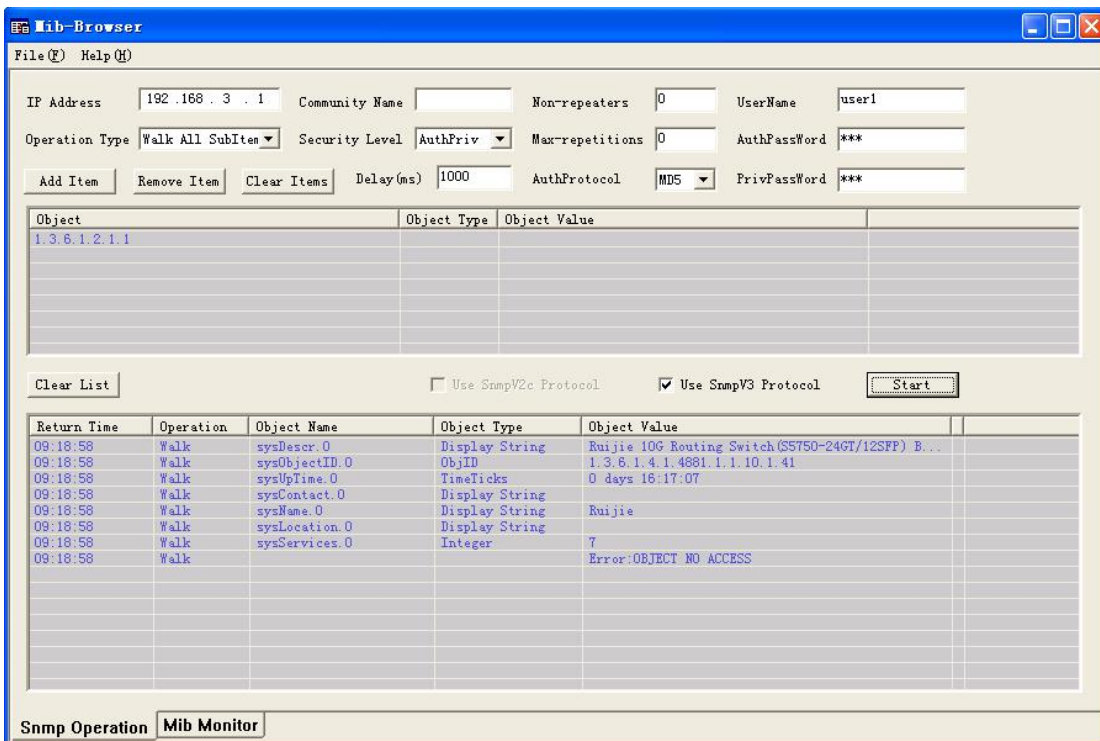 Mib-Browser
File(F) Help(H)
IP Address 192 .168 . 3 . 1 Community Name Non-repeaters 0 UserName user1
Operation Type Walk All SubItem Security Level AuthPriv Max-repetitions 0 AuthPassWord ***
Add Item Remove Item Clear Items Delay(ms) 1000 AuthProtocol MD5 PrivPassWord ***
Object Object Type Object Value
1.3.6.1.2.1.1
Clear List Use SnmpV2c Protocol Use SnmpV3 Protocol Start
Return Time Operation Object Name Object Type Object Value
09:18:58 Walk sysDescr.0 Display String Ruijie 10G Routing Switch(S5750-24GT/12SFP) B...
09:18:58 Walk sysObjectID.0 ObjID 1.3.6.1.4.1.4881.1.1.10.1.41
09:18:58 Walk sysUpTime.0 TimeTicks 0 days 16:17:07
09:18:58 Walk sysContact.0 Display String
09:18:58 Walk sysName.0 Display String Ruijie
09:18:58 Walk sysLocation.0 Display String
09:18:58 Walk sysServices.0 Integer 7
09:18:58 Walk Error:OBJECT NO ACCESS
Snmp Operation Mib Monitor